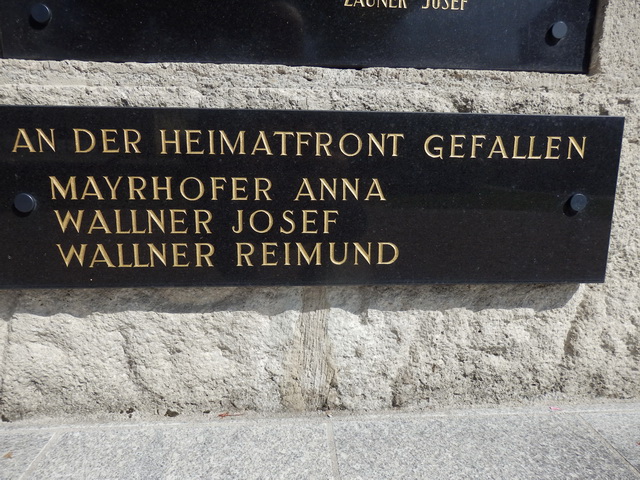 ZAUNER JOSEF
AN DER HEIMATFRONT GEFALLEN
MAYRHOFER ANNA
WALLNER JOSEF
WALLNER REIMUND